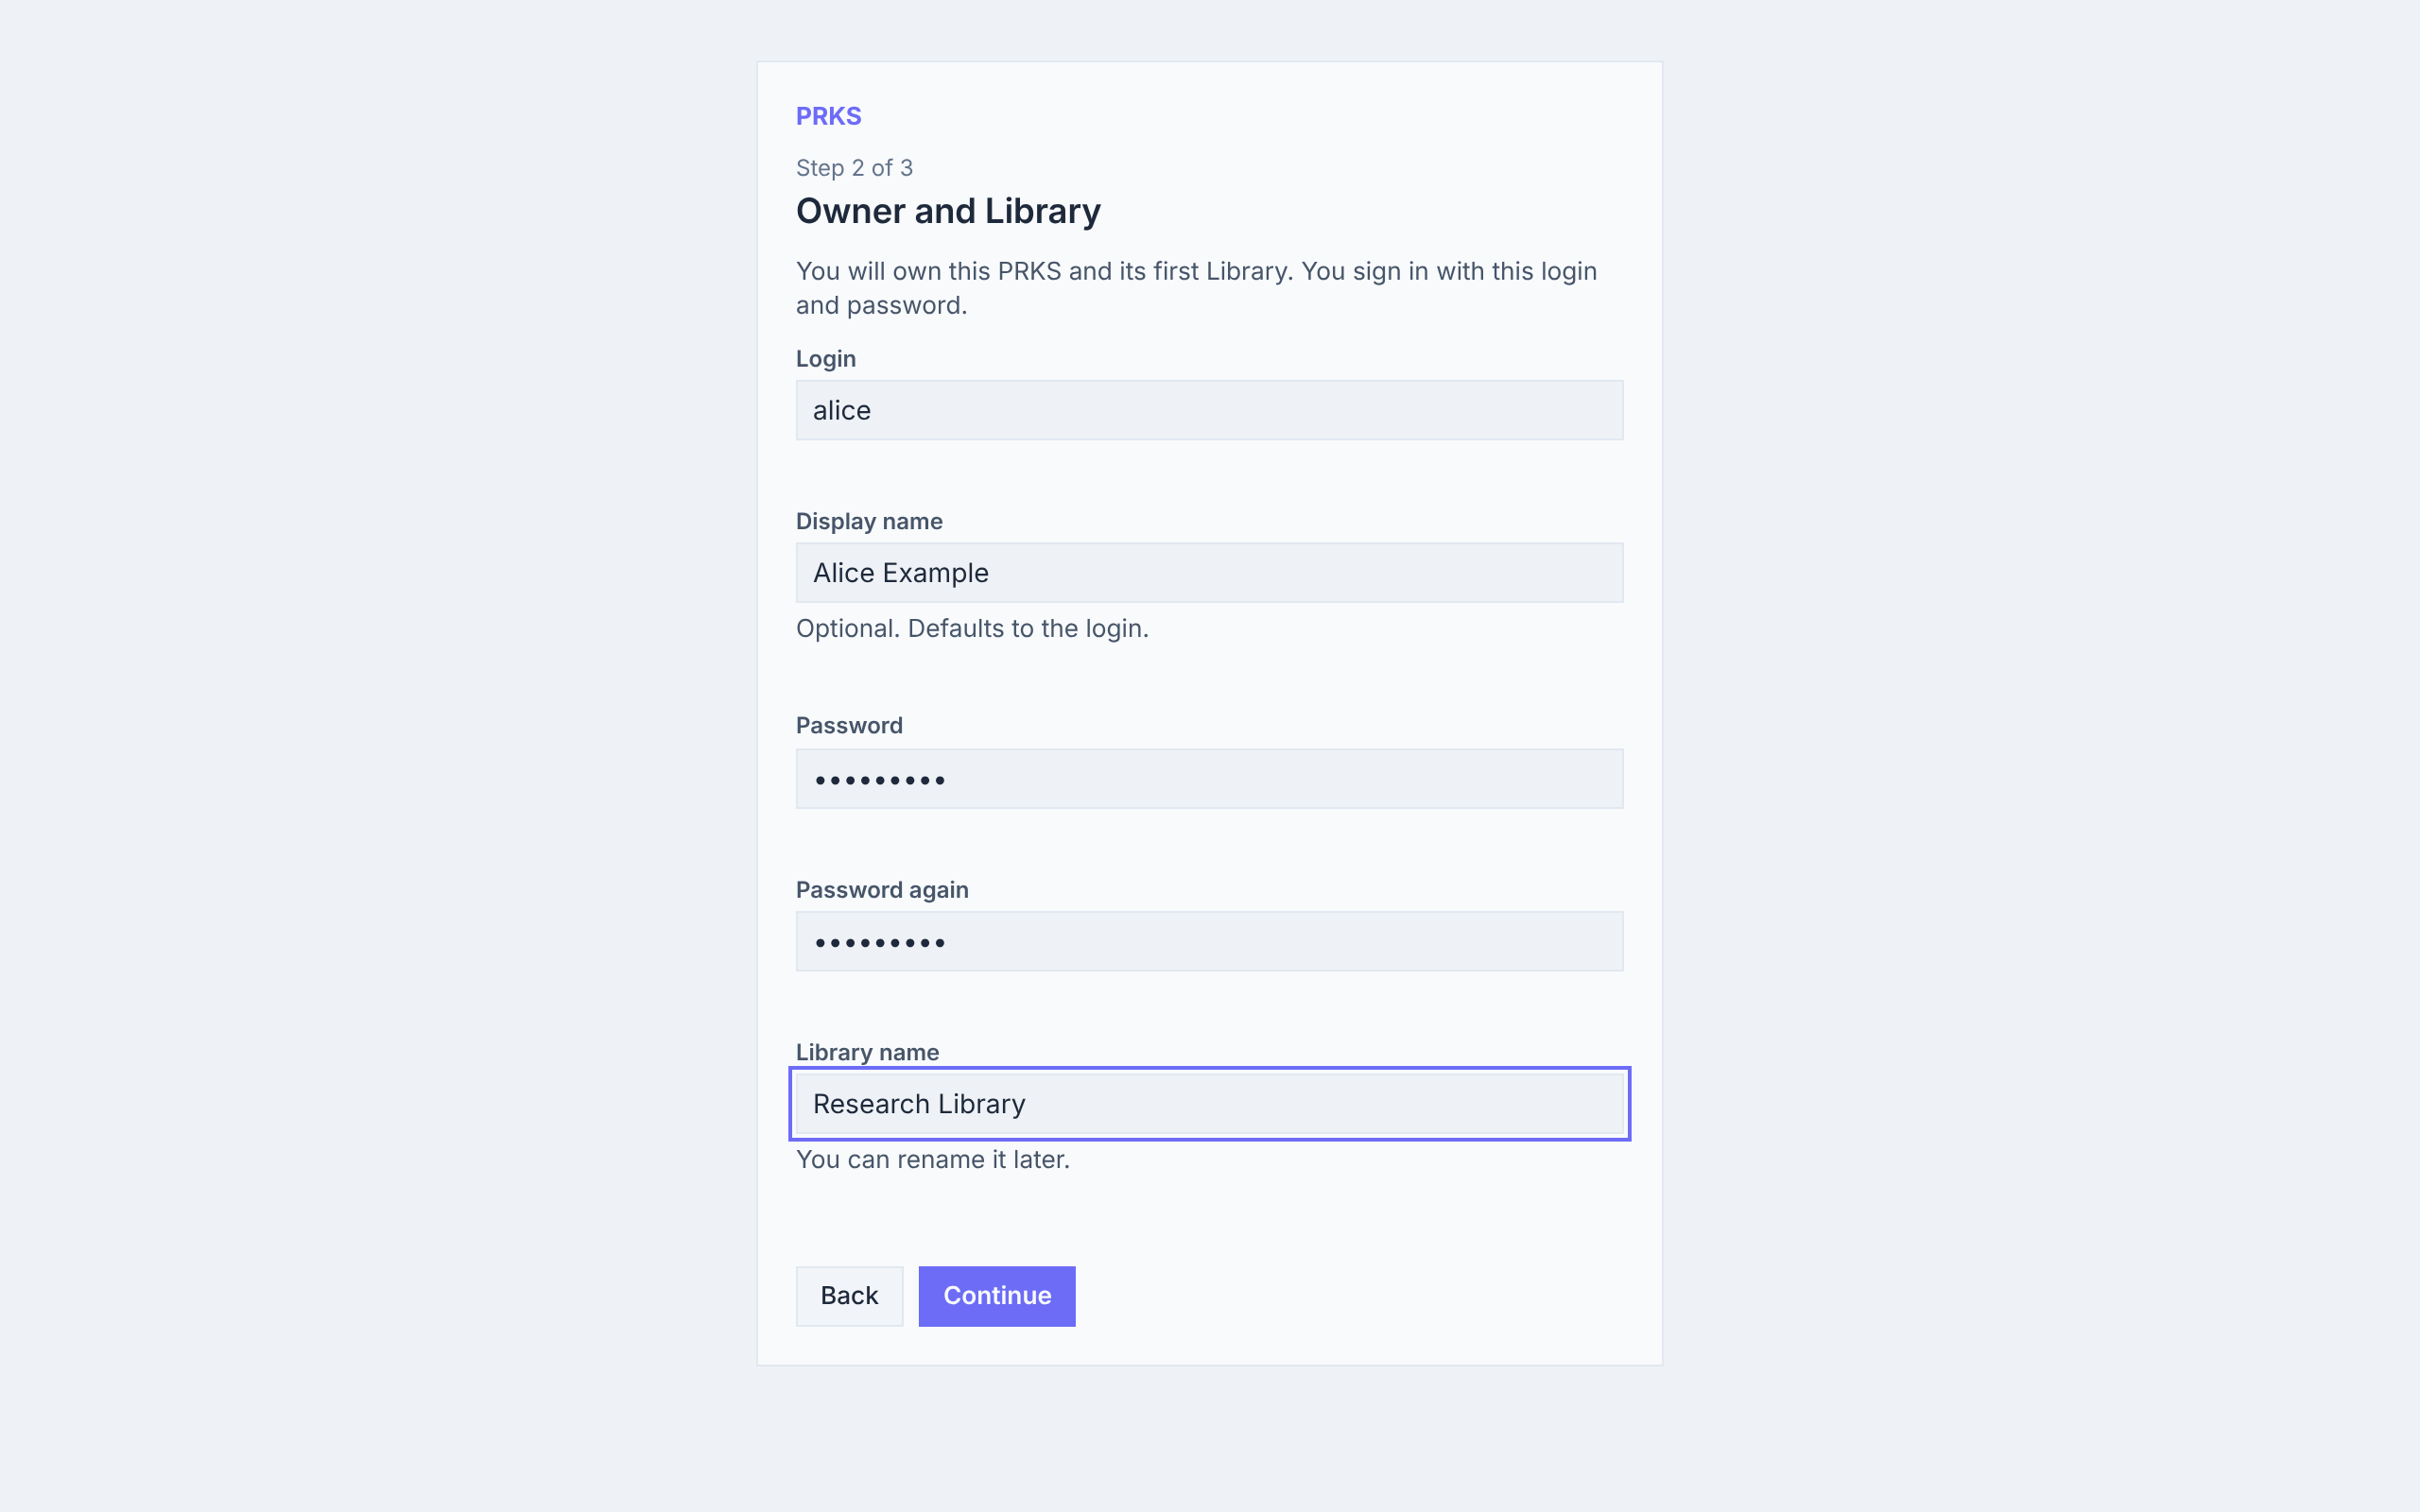 PRKS
Step 2 of 3
Owner and Library
You will own this PRKS and its first Library. You sign in with this login
and password.
Login
alice
Display name
Alice Example
Optional. Defaults to the login.
Password
•••••••••
Password again
•••••••••
Library name
Research Library
You can rename it later.
Back
Continue